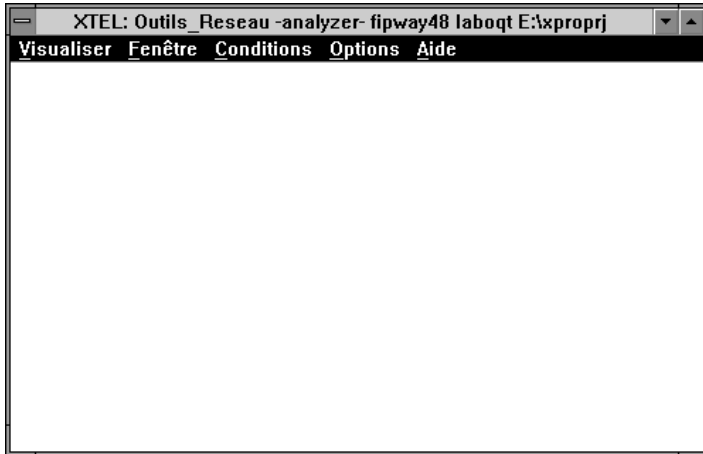 XTEL: Outils_Reseau -analyzer- fipway48 laboqt E:\xproprj
Visualiser Fenêtre Conditions Options Aide